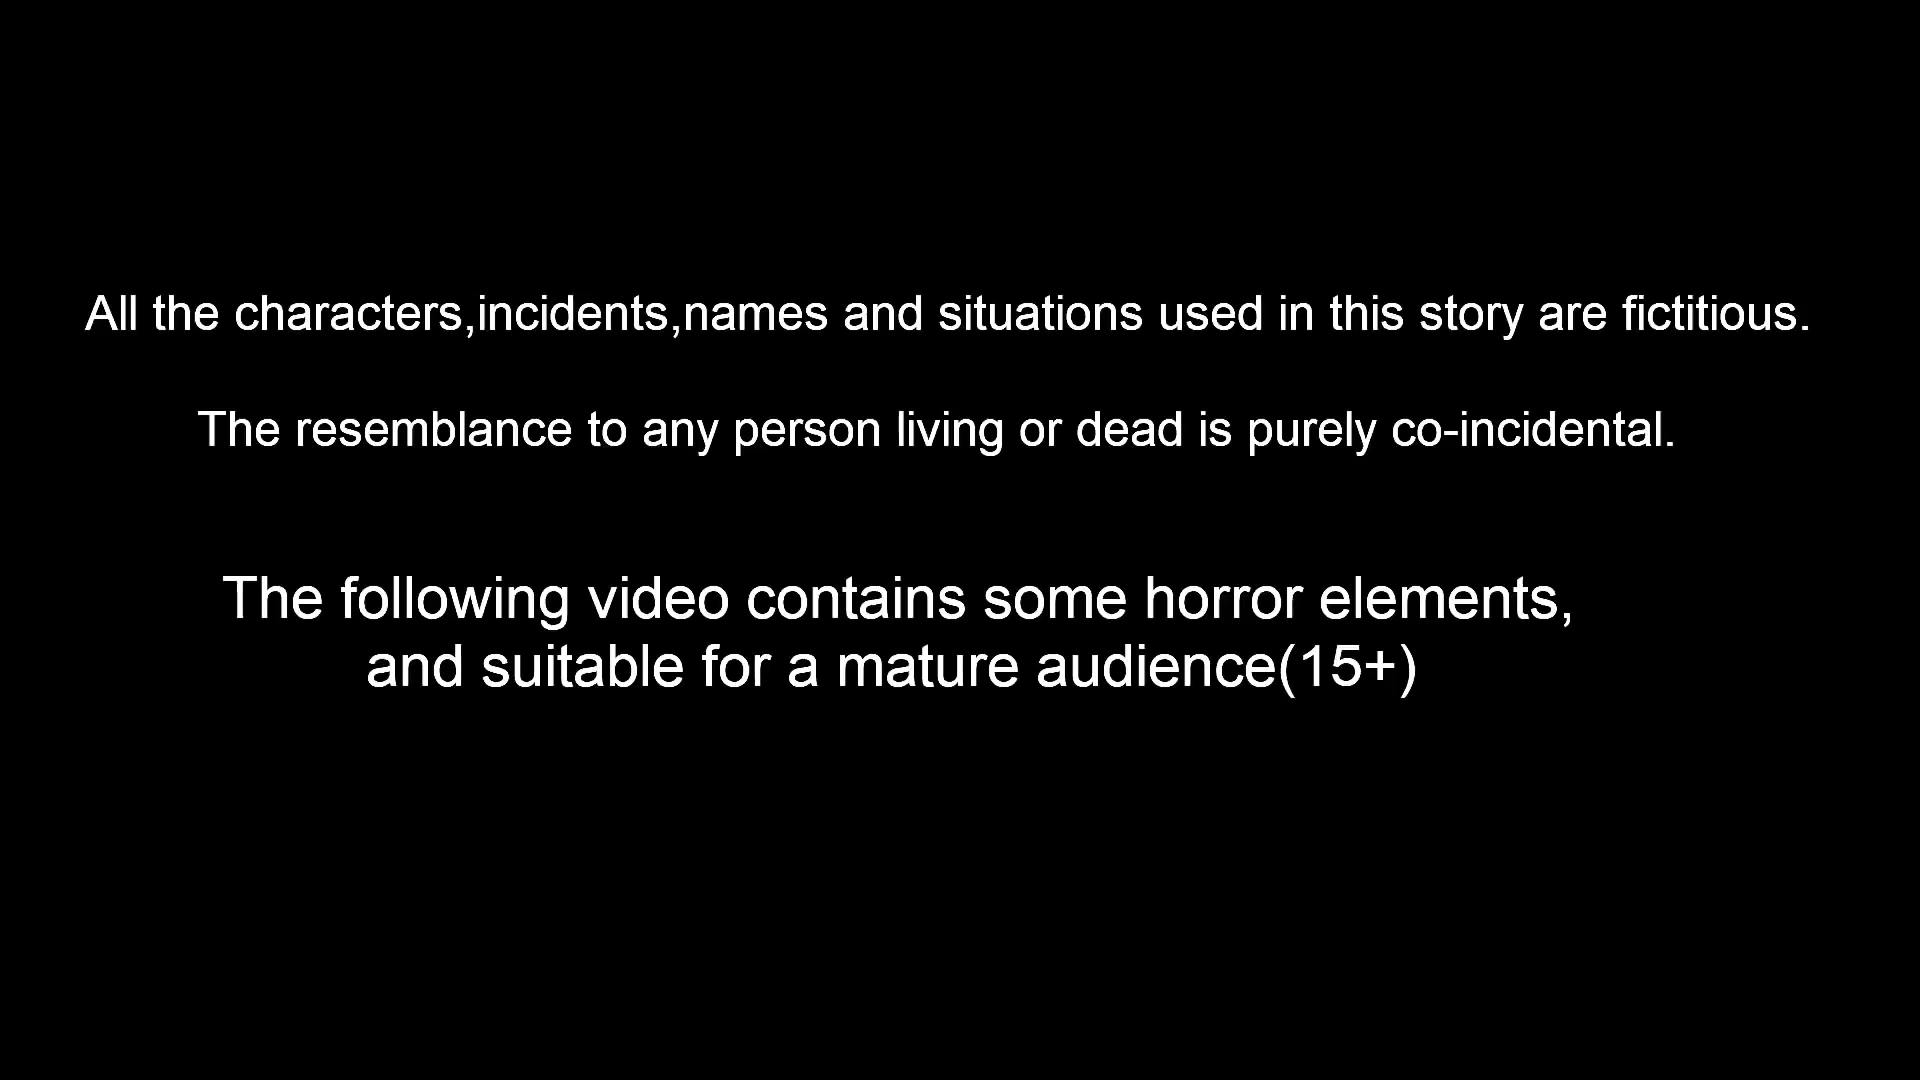 All the characters,incidents,names and situations used in this story are fictitious.
The resemblance to any person living or dead is purely co-incidental.
The following video contains some horror elements,
and suitable for a mature audience(15+)